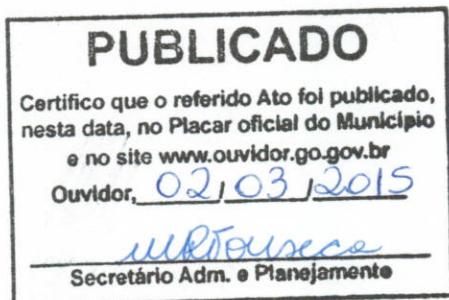 PUBLICADO
Certifico que o referido Ato foi publicado,
nesta data, no Placar oficial do Município
e no site www.ouvidor.go.gov.br
Ouvidor, 02/03/2015
Secretário Adm. e Planejamento